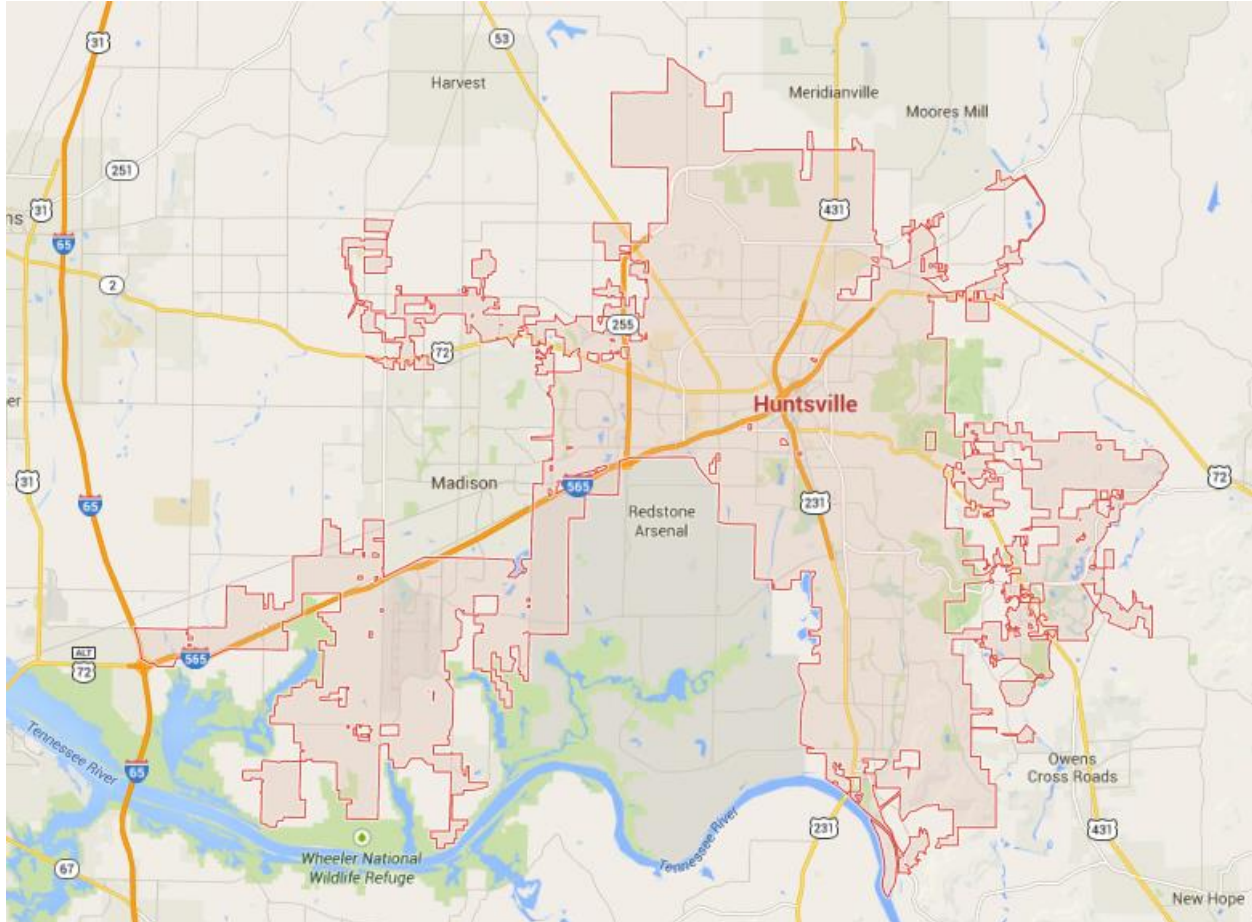 31
53
Harvest
Meridianville
Moores Mill
251
31
ns
431
65
2
255
72
er
Huntsville
31
65
Madison
565
72
231
Redstone
Arsenal
ALT
72
565
Tennessee River
65
Owens
Cross Roads
Tennessee River
231
431
Wheeler National
Wildlife Refuge
67
New Hope